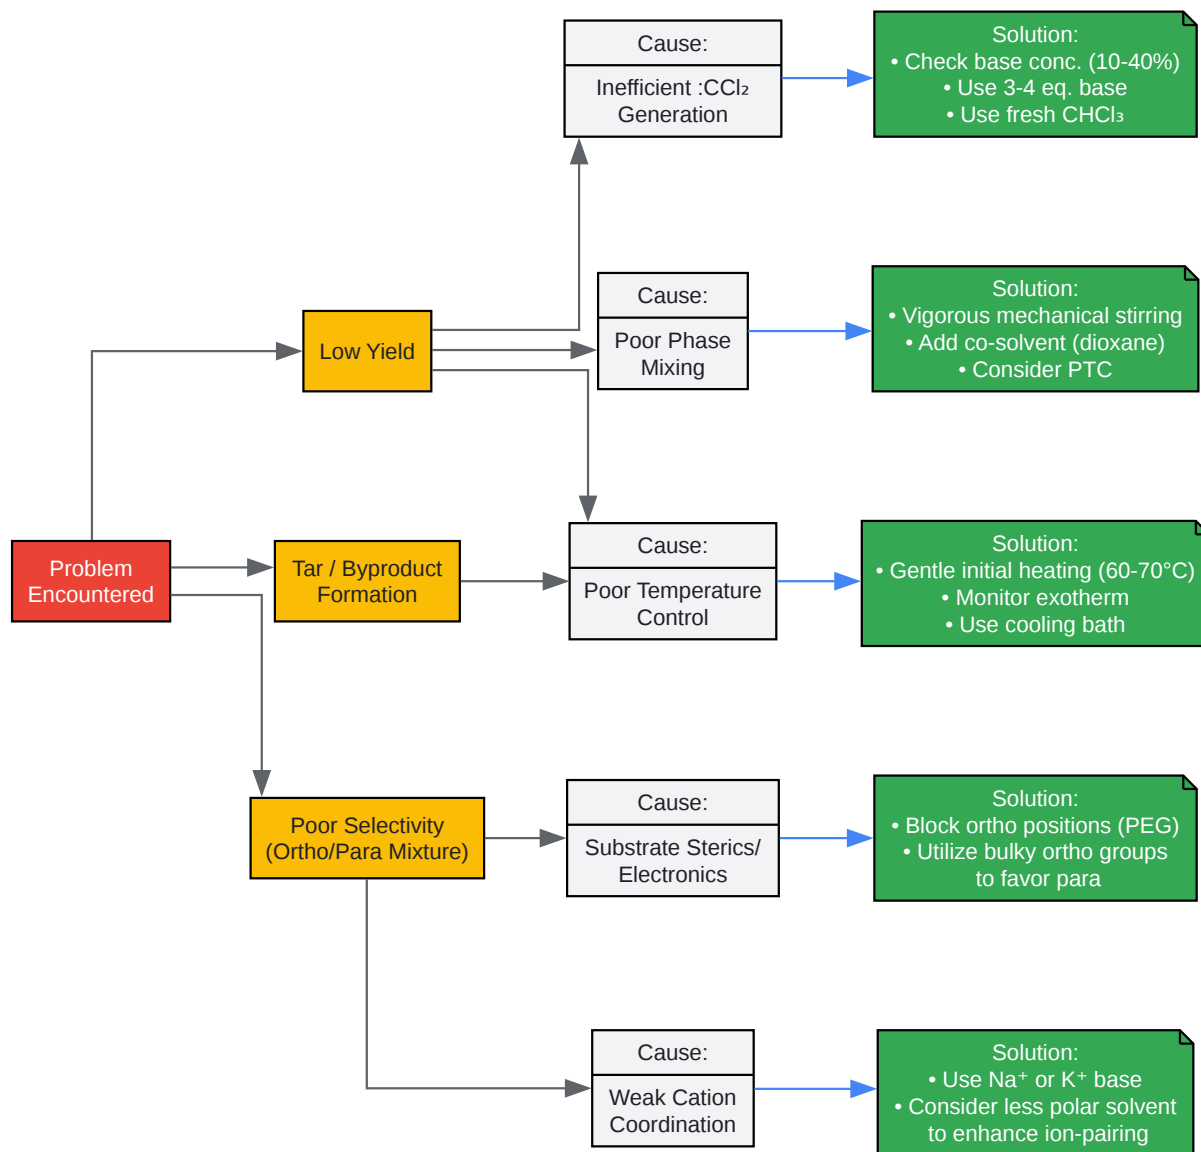 Cause:
Inefficient :CCl₂
Generation
Solution:
• Check base conc. (10-40%)
• Use 3-4 eq. base
• Use fresh CHCl₃
Low Yield
Cause:
Poor Phase
Mixing
Solution:
• Vigorous mechanical stirring
• Add co-solvent (dioxane)
• Consider PTC
Problem
Encountered
Tar / Byproduct
Formation
Cause:
Poor Temperature
Control
Solution:
• Gentle initial heating (60-70°C)
• Monitor exotherm
• Use cooling bath
Poor Selectivity
(Ortho/Para Mixture)
Cause:
Substrate Sterics/
Electronics
Solution:
• Block ortho positions (PEG)
• Utilize bulky ortho groups
to favor para
Cause:
Weak Cation
Coordination
Solution:
• Use Na⁺ or K⁺ base
• Consider less polar solvent
to enhance ion-pairing